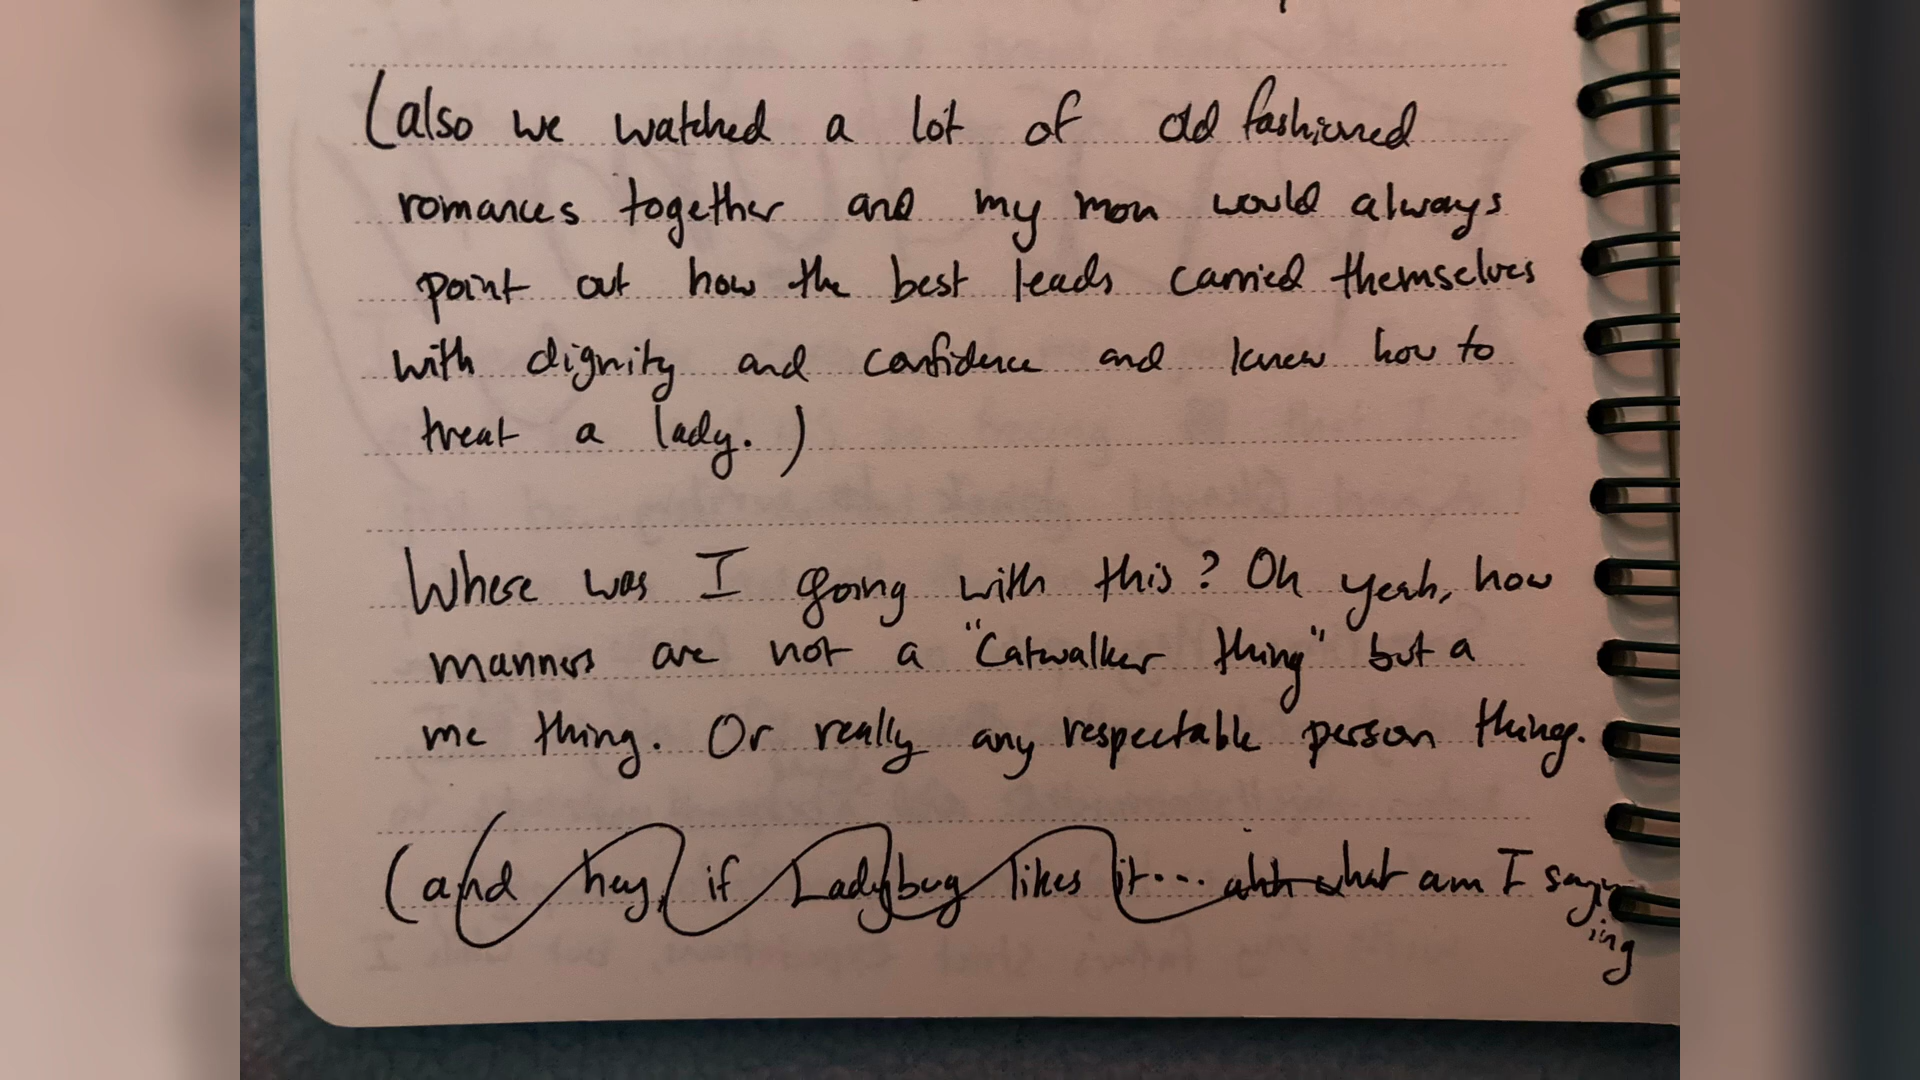 (also we watched a lot of old fashioned
romances together and my mom would always
point out how the best leads carried themselves
with dignity and confidence and knew how to
treat a lady.)
Where was I going with this? Oh yeah, how
manners are not a "Catwalker thing" but a
me thing. Or really any respectable person thing.
(and hey, if Ladybug likes it... ahh what am I saying
ing